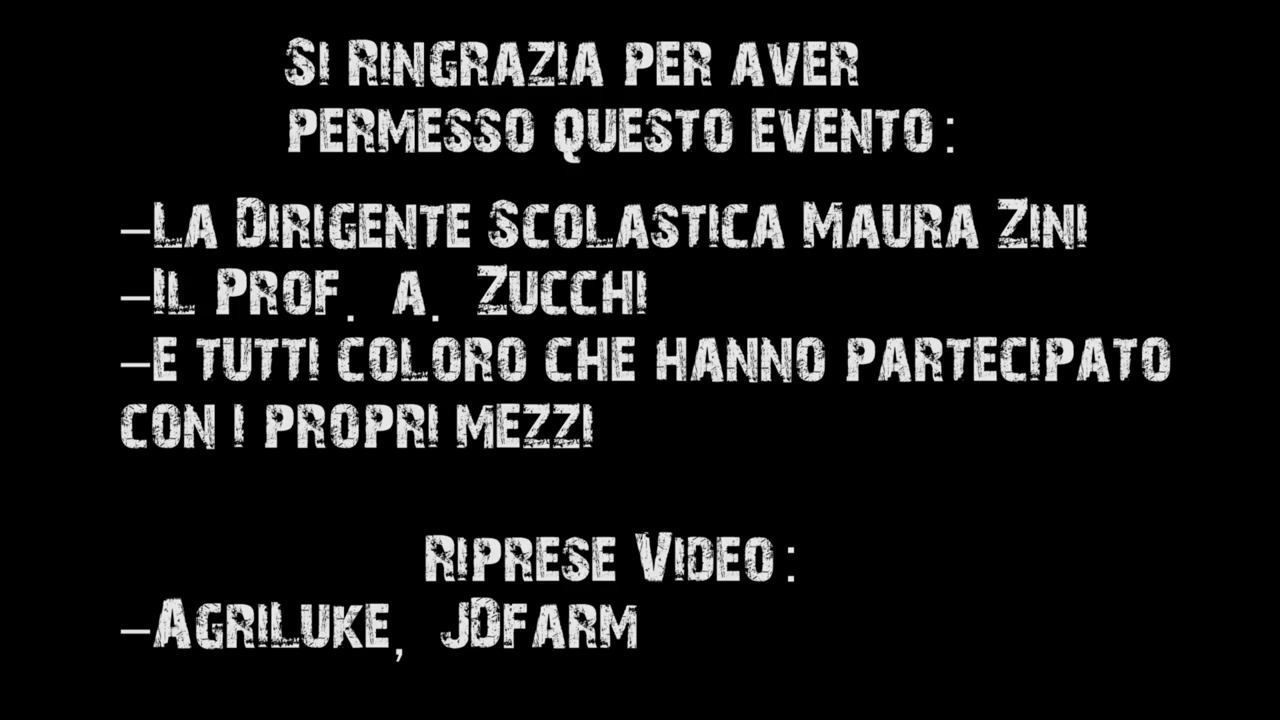 Si Ringrazia per aver
permesso questo evento:
-La Dirigente Scolastica Maura Zini
-Il Prof. A. Zucchi
-E tutti coloro che hanno partecipato
con i propri mezzi
Riprese Video:
-AgriLuke, JDfarm